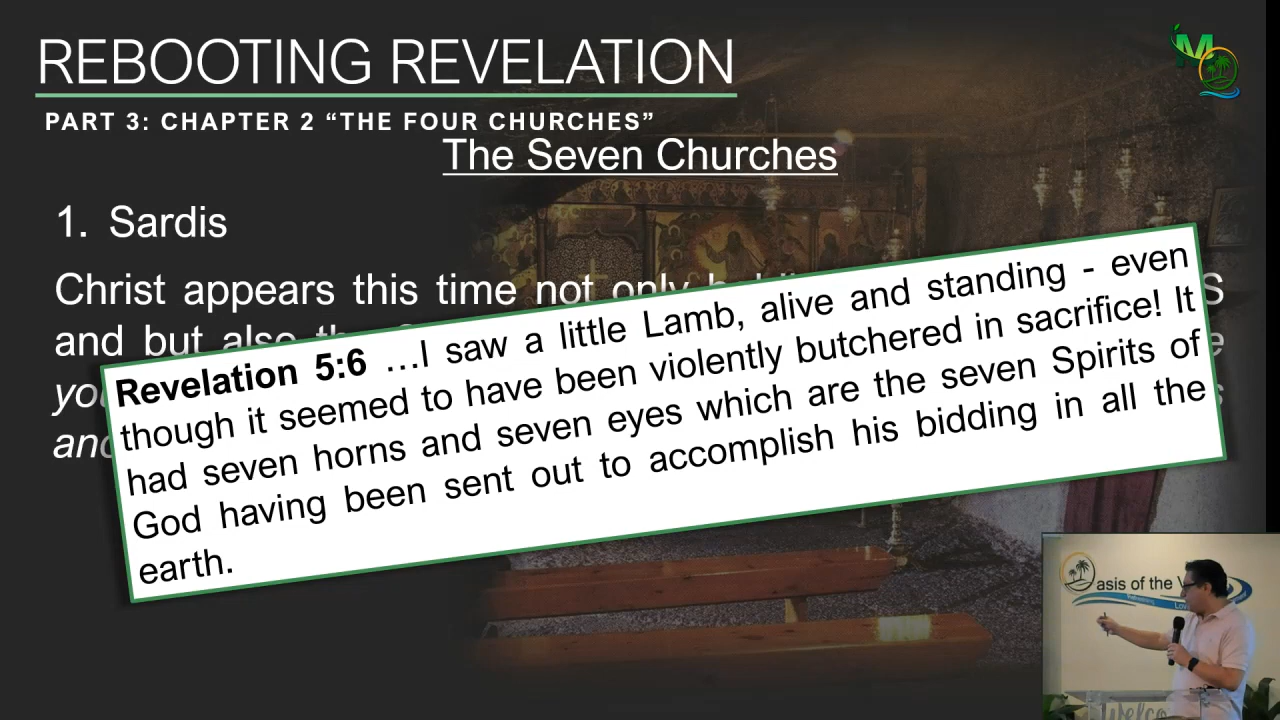 REBOOTING REVELATION
PART 3: CHAPTER 2 “THE FOUR CHURCHES”
The Seven Churches
1. Sardis
Christ appears this time not only
and but also
Revelation 5:6 …I saw a little Lamb, alive and standing - even
though it seemed to have been violently butchered in sacrifice! It
had seven horns and seven eyes which are the seven Spirits of
God having been sent out to accomplish his bidding in all the
earth.
asis of the
Welco